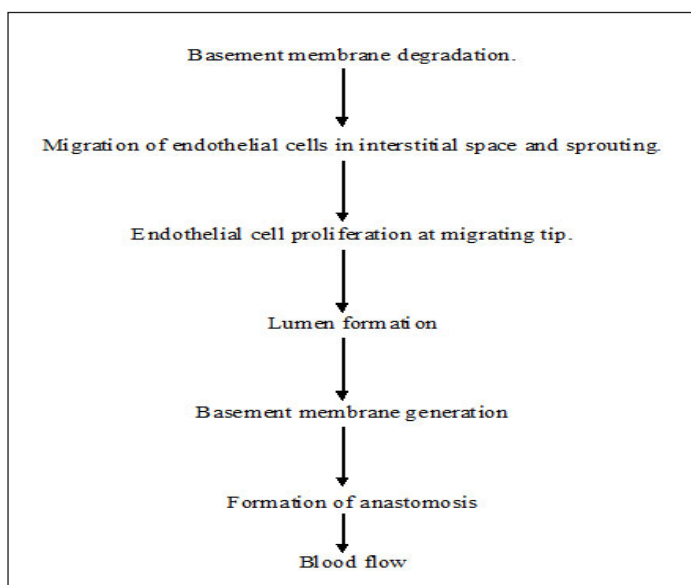 Basement membrane degradation.
Migration of endothelial cells in interstitial space and sprouting.
Endothelial cell proliferation at migrating tip.
Lumen formation
Basement membrane generation
Formation of anastomosis
Blood flow